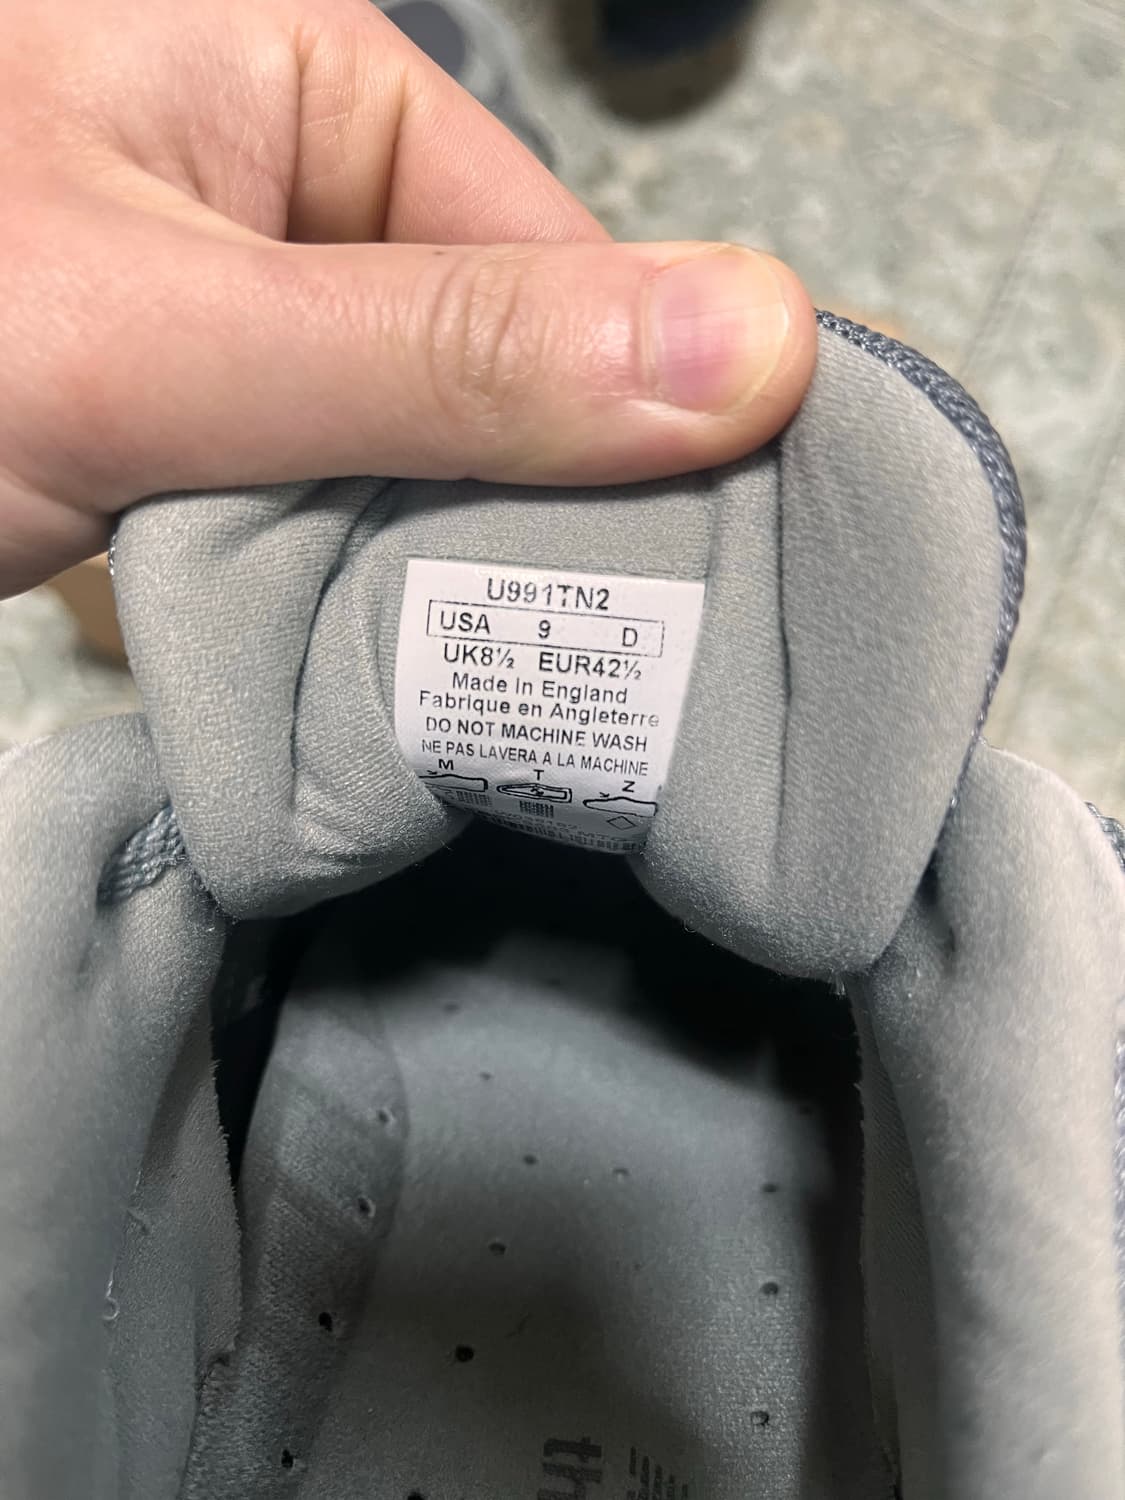 U991TN2
USA 9 D
UK8½ EUR42½
Made In England
Fabrique en Angleterre
DO NOT MACHINE WASH
NE PAS LAVERA A LA MACHINE
M T Z